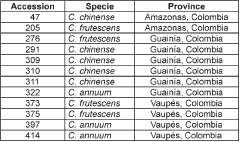 Accession Specie Province
47 C. chinense Amazonas, Colombia
205 C. frutescens Amazonas, Colombia
276 C. frutescens Guainía, Colombia
291 C. chinense Guainía, Colombia
309 C. chinense Guainía, Colombia
310 C. chinense Guainía, Colombia
311 C. chinense Guainía, Colombia
322 C. annuum Guainía, Colombia
373 C. frutescens Vaupés, Colombia
375 C. frutescens Vaupés, Colombia
397 C. annuum Vaupés, Colombia
414 C. annuum Vaupés, Colombia